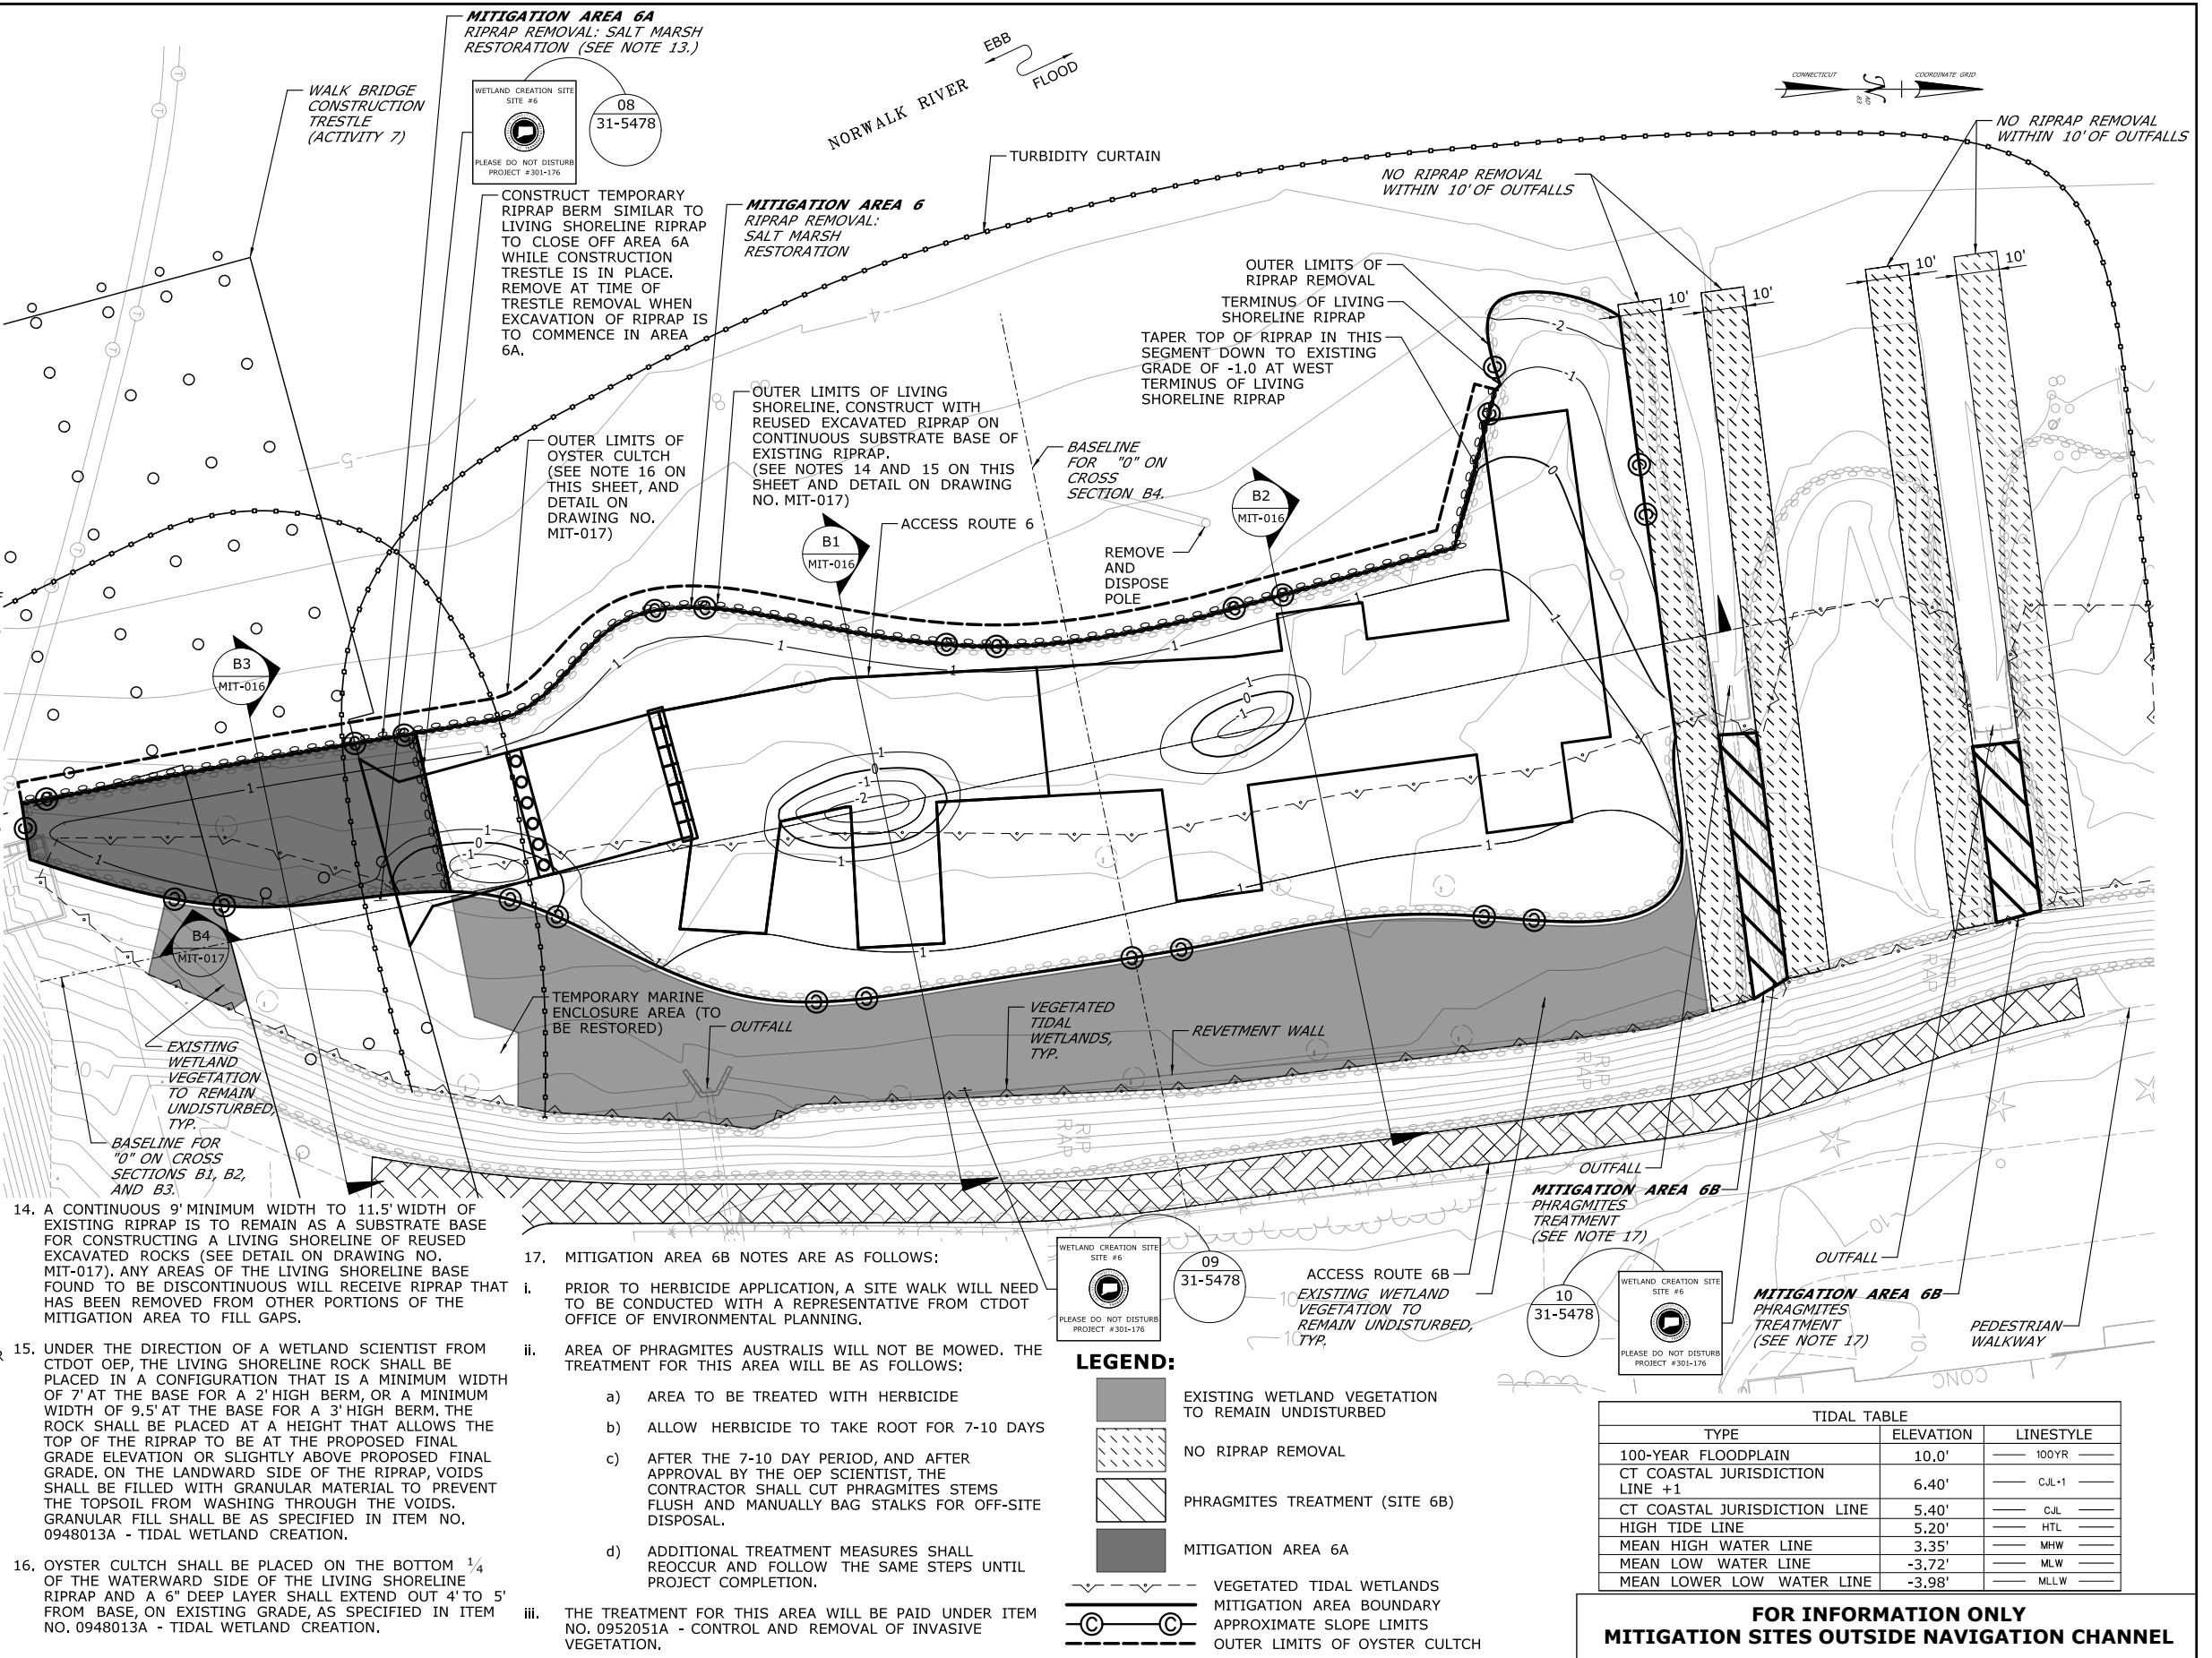 MITIGATION AREA 6A
RIPRAP REMOVAL: SALT MARSH
RESTORATION (SEE NOTE 13.)
WALK BRIDGE
CONSTRUCTION
TRESTLE
(ACTIVITY 7)
WETLAND CREATION SITE
SITE #6
PLEASE DO NOT DISTURB
PROJECT #301-176
08
31-5478
EBB
FLOOD
NORWALK RIVER
CONNECTICUT
COORDINATE GRID
N
AD
83
NO RIPRAP REMOVAL
WITHIN 10' OF OUTFALLS
TURBIDITY CURTAIN
NO RIPRAP REMOVAL
WITHIN 10' OF OUTFALLS
CONSTRUCT TEMPORARY
RIPRAP BERM SIMILAR TO
LIVING SHORELINE RIPRAP
TO CLOSE OFF AREA 6A
WHILE CONSTRUCTION
TRESTLE IS IN PLACE.
REMOVE AT TIME OF
TRESTLE REMOVAL WHEN
EXCAVATION OF RIPRAP IS
TO COMMENCE IN AREA
6A.
MITIGATION AREA 6
RIPRAP REMOVAL:
SALT MARSH
RESTORATION
OUTER LIMITS OF
RIPRAP REMOVAL
TERMINUS OF LIVING
SHORELINE RIPRAP
TAPER TOP OF RIPRAP IN THIS
SEGMENT DOWN TO EXISTING
GRADE OF -1.0 AT WEST
TERMINUS OF LIVING
SHORELINE RIPRAP
10'
10'
10'
10'
OUTER LIMITS OF LIVING
SHORELINE. CONSTRUCT WITH
REUSED EXCAVATED RIPRAP ON
CONTINUOUS SUBSTRATE BASE OF
EXISTING RIPRAP.
(SEE NOTES 14 AND 15 ON THIS
SHEET AND DETAIL ON DRAWING
NO. MIT-017)
OUTER LIMITS OF
OYSTER CULTCH
(SEE NOTE 16 ON
THIS SHEET, AND
DETAIL ON
DRAWING NO.
MIT-017)
BASELINE
FOR "0" ON
CROSS
SECTION B4.
B1
MIT-016
ACCESS ROUTE 6
B2
MIT-016
REMOVE
AND
DISPOSE
POLE
B3
MIT-016
B4
MIT-017
TEMPORARY MARINE
ENCLOSURE AREA (TO
BE RESTORED)
OUTFALL
VEGETATED
TIDAL
WETLANDS,
TYP.
REVETMENT WALL
EXISTING
WETLAND
VEGETATION
TO REMAIN
UNDISTURBED,
TYP.
BASELINE FOR
"0" ON CROSS
SECTIONS B1, B2,
AND B3.
RIP
RAP
RIP
RAP
RIP
RAP
OUTFALL
MITIGATION AREA 6B
PHRAGMITES
TREATMENT
(SEE NOTE 17)
OUTFALL
MITIGATION AREA 6B
PHRAGMITES
TREATMENT
(SEE NOTE 17)
PEDESTRIAN
WALKWAY
CONC
ACCESS ROUTE 6B
EXISTING WETLAND
VEGETATION TO
REMAIN UNDISTURBED,
TYP.
WETLAND CREATION SITE
SITE #6
PLEASE DO NOT DISTURB
PROJECT #301-176
09
31-5478
10
31-5478
WETLAND CREATION SITE
SITE #6
PLEASE DO NOT DISTURB
PROJECT #301-176
14. A CONTINUOUS 9' MINIMUM WIDTH TO 11.5' WIDTH OF
EXISTING RIPRAP IS TO REMAIN AS A SUBSTRATE BASE
FOR CONSTRUCTING A LIVING SHORELINE OF REUSED
EXCAVATED ROCKS (SEE DETAIL ON DRAWING NO.
MIT-017). ANY AREAS OF THE LIVING SHORELINE BASE
FOUND TO BE DISCONTINUOUS WILL RECEIVE RIPRAP THAT
HAS BEEN REMOVED FROM OTHER PORTIONS OF THE
MITIGATION AREA TO FILL GAPS.
15. UNDER THE DIRECTION OF A WETLAND SCIENTIST FROM
CTDOT OEP, THE LIVING SHORELINE ROCK SHALL BE
PLACED IN A CONFIGURATION THAT IS A MINIMUM WIDTH
OF 7' AT THE BASE FOR A 2' HIGH BERM, OR A MINIMUM
WIDTH OF 9.5' AT THE BASE FOR A 3' HIGH BERM. THE
ROCK SHALL BE PLACED AT A HEIGHT THAT ALLOWS THE
TOP OF THE RIPRAP TO BE AT THE PROPOSED FINAL
GRADE ELEVATION OR SLIGHTLY ABOVE PROPOSED FINAL
GRADE. ON THE LANDWARD SIDE OF THE RIPRAP, VOIDS
SHALL BE FILLED WITH GRANULAR MATERIAL TO PREVENT
THE TOPSOIL FROM WASHING THROUGH THE VOIDS.
GRANULAR FILL SHALL BE AS SPECIFIED IN ITEM NO.
0948013A - TIDAL WETLAND CREATION.
16. OYSTER CULTCH SHALL BE PLACED ON THE BOTTOM 1/4
OF THE WATERWARD SIDE OF THE LIVING SHORELINE
RIPRAP AND A 6" DEEP LAYER SHALL EXTEND OUT 4' TO 5'
FROM BASE, ON EXISTING GRADE, AS SPECIFIED IN ITEM
NO. 0948013A - TIDAL WETLAND CREATION.
17. MITIGATION AREA 6B NOTES ARE AS FOLLOWS:
i. PRIOR TO HERBICIDE APPLICATION, A SITE WALK WILL NEED
TO BE CONDUCTED WITH A REPRESENTATIVE FROM CTDOT
OFFICE OF ENVIRONMENTAL PLANNING.
ii. AREA OF PHRAGMITES AUSTRALIS WILL NOT BE MOWED. THE
TREATMENT FOR THIS AREA WILL BE AS FOLLOWS:
a) AREA TO BE TREATED WITH HERBICIDE
b) ALLOW HERBICIDE TO TAKE ROOT FOR 7-10 DAYS
c) AFTER THE 7-10 DAY PERIOD, AND AFTER
APPROVAL BY THE OEP SCIENTIST, THE
CONTRACTOR SHALL CUT PHRAGMITES STEMS
FLUSH AND MANUALLY BAG STALKS FOR OFF-SITE
DISPOSAL.
d) ADDITIONAL TREATMENT MEASURES SHALL
REOCCUR AND FOLLOW THE SAME STEPS UNTIL
PROJECT COMPLETION.
iii. THE TREATMENT FOR THIS AREA WILL BE PAID UNDER ITEM
NO. 0952051A - CONTROL AND REMOVAL OF INVASIVE
VEGETATION.
LEGEND:
EXISTING WETLAND VEGETATION
TO REMAIN UNDISTURBED
NO RIPRAP REMOVAL
PHRAGMITES TREATMENT (SITE 6B)
MITIGATION AREA 6A
VEGETATED TIDAL WETLANDS
MITIGATION AREA BOUNDARY
C C APPROXIMATE SLOPE LIMITS
OUTER LIMITS OF OYSTER CULTCH
TIDAL TABLE
TYPE ELEVATION LINESTYLE
100-YEAR FLOODPLAIN 10.0' 100YR
CT COASTAL JURISDICTION
LINE +1 6.40' CJL+1
CT COASTAL JURISDICTION LINE 5.40' CJL
HIGH TIDE LINE 5.20' HTL
MEAN HIGH WATER LINE 3.35' MHW
MEAN LOW WATER LINE -3.72' MLW
MEAN LOWER LOW WATER LINE -3.98' MLLW
FOR INFORMATION ONLY
MITIGATION SITES OUTSIDE NAVIGATION CHANNEL